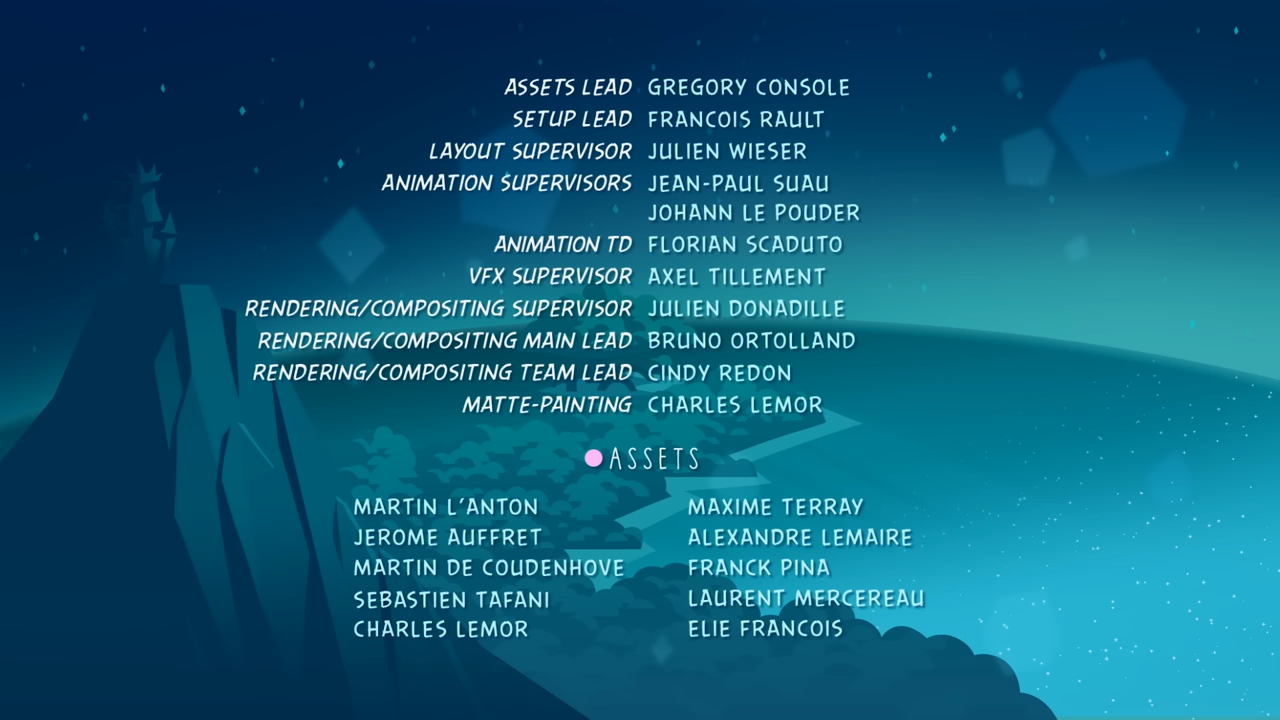 ASSETS LEAD GREGORY CONSOLE
SETUP LEAD FRANCOIS RAULT
LAYOUT SUPERVISOR JULIEN WIESER
ANIMATION SUPERVISORS JEAN-PAUL SUAU
JOHANN LE POUDER
ANIMATION TD FLORIAN SCADUTO
VFX SUPERVISOR AXEL TILLEMENT
RENDERING/COMPOSITING SUPERVISOR JULIEN DONADILLE
RENDERING/COMPOSITING MAIN LEAD BRUNO ORTOLLAND
RENDERING/COMPOSITING TEAM LEAD CINDY REDON
MATTE-PAINTING CHARLES LEMOR
ASSETS
MARTIN L'ANTON MAXIME TERRAY
JEROME AUFFRET ALEXANDRE LEMAIRE
MARTIN DE COUDENHOVE FRANCK PINA
SEBASTIEN TAFANI LAURENT MERCEREAU
CHARLES LEMOR ELIE FRANCOIS